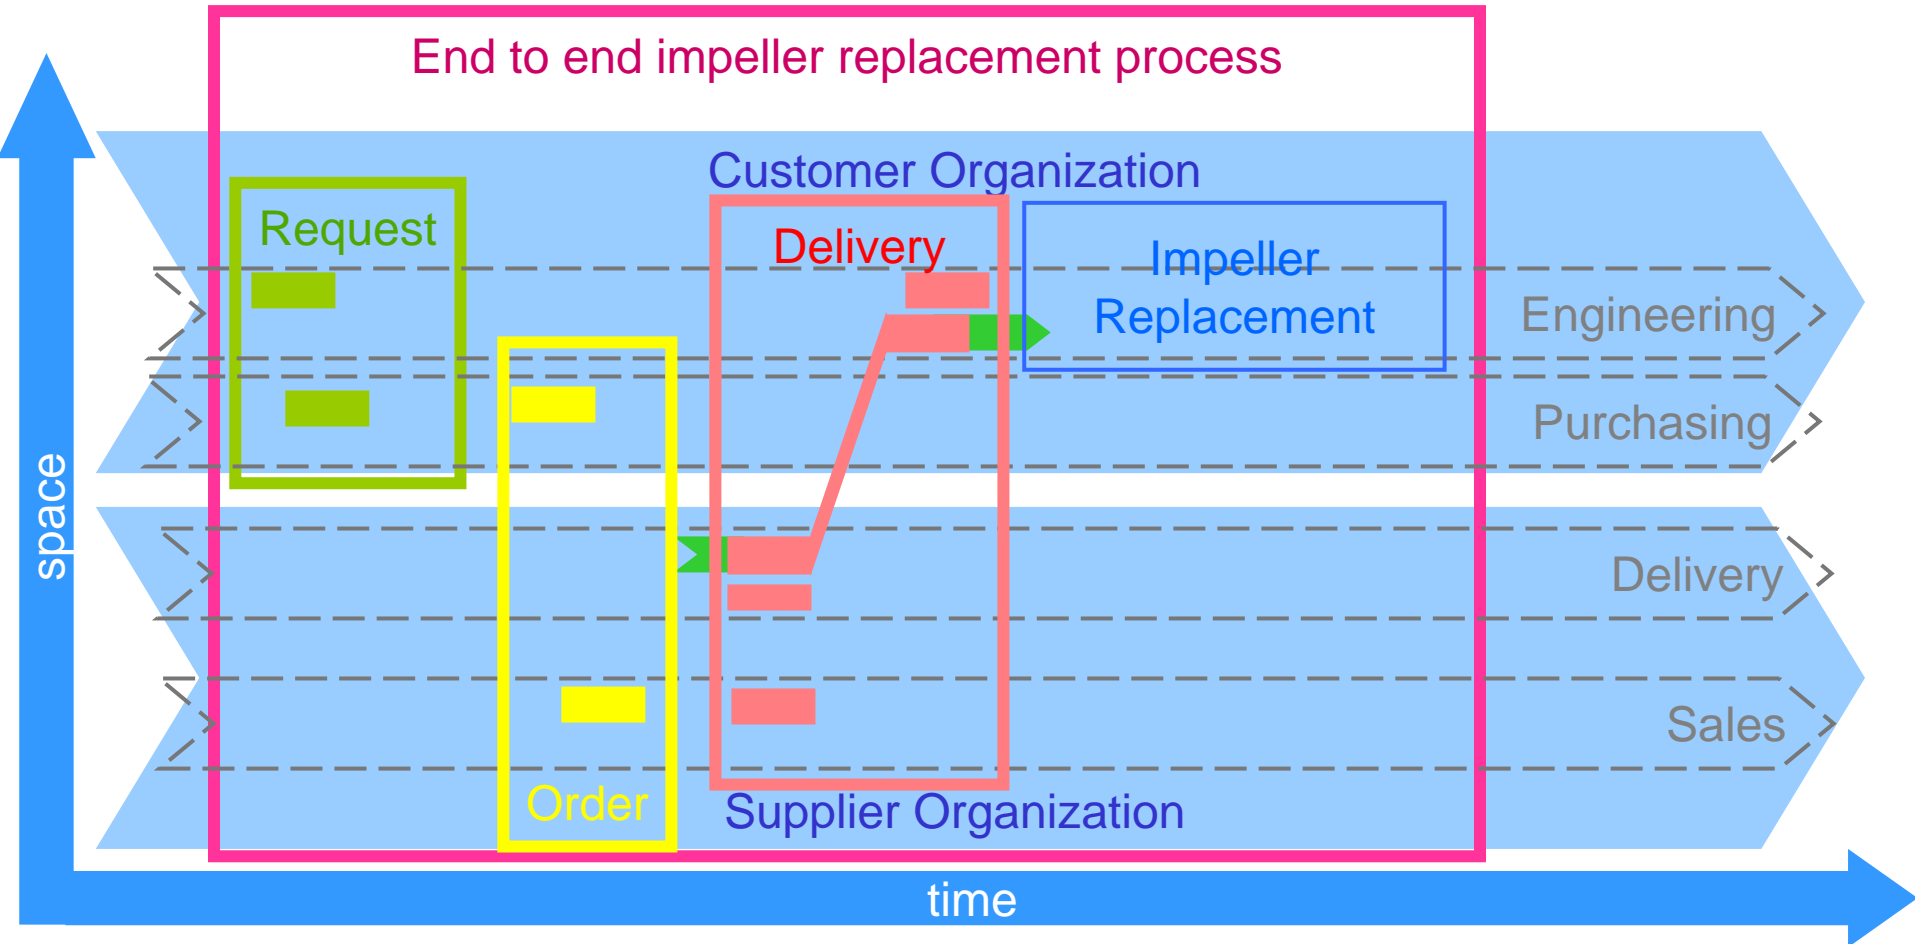 End to end impeller replacement process
Customer Organization
Request
Delivery
Impeller
Replacement
Engineering
Purchasing
space
Delivery
Sales
Order
Supplier Organization
time